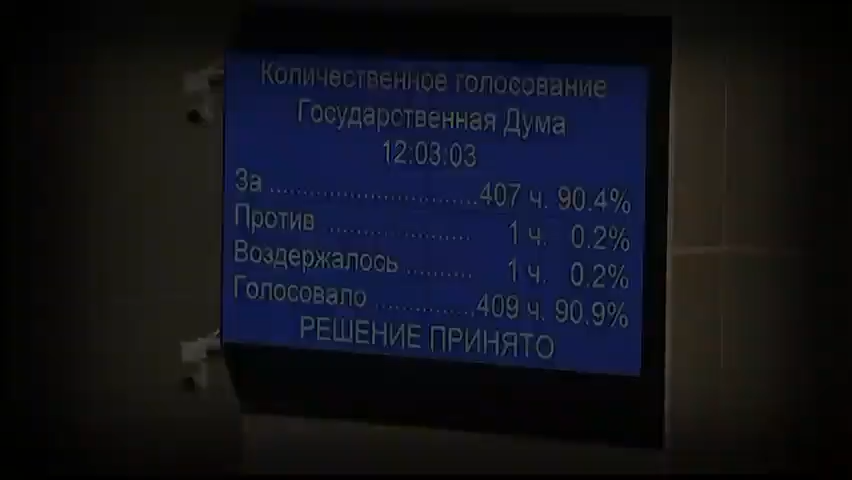 Количественное голосование
Государственная Дума
12:03:03
За ........................... 407 ч. 90.4%
Против .................. 1 ч. 0.2%
Воздержалось .......... 1 ч. 0.2%
Голосовало ............. 409 ч. 90.9%
РЕШЕНИЕ ПРИНЯТО